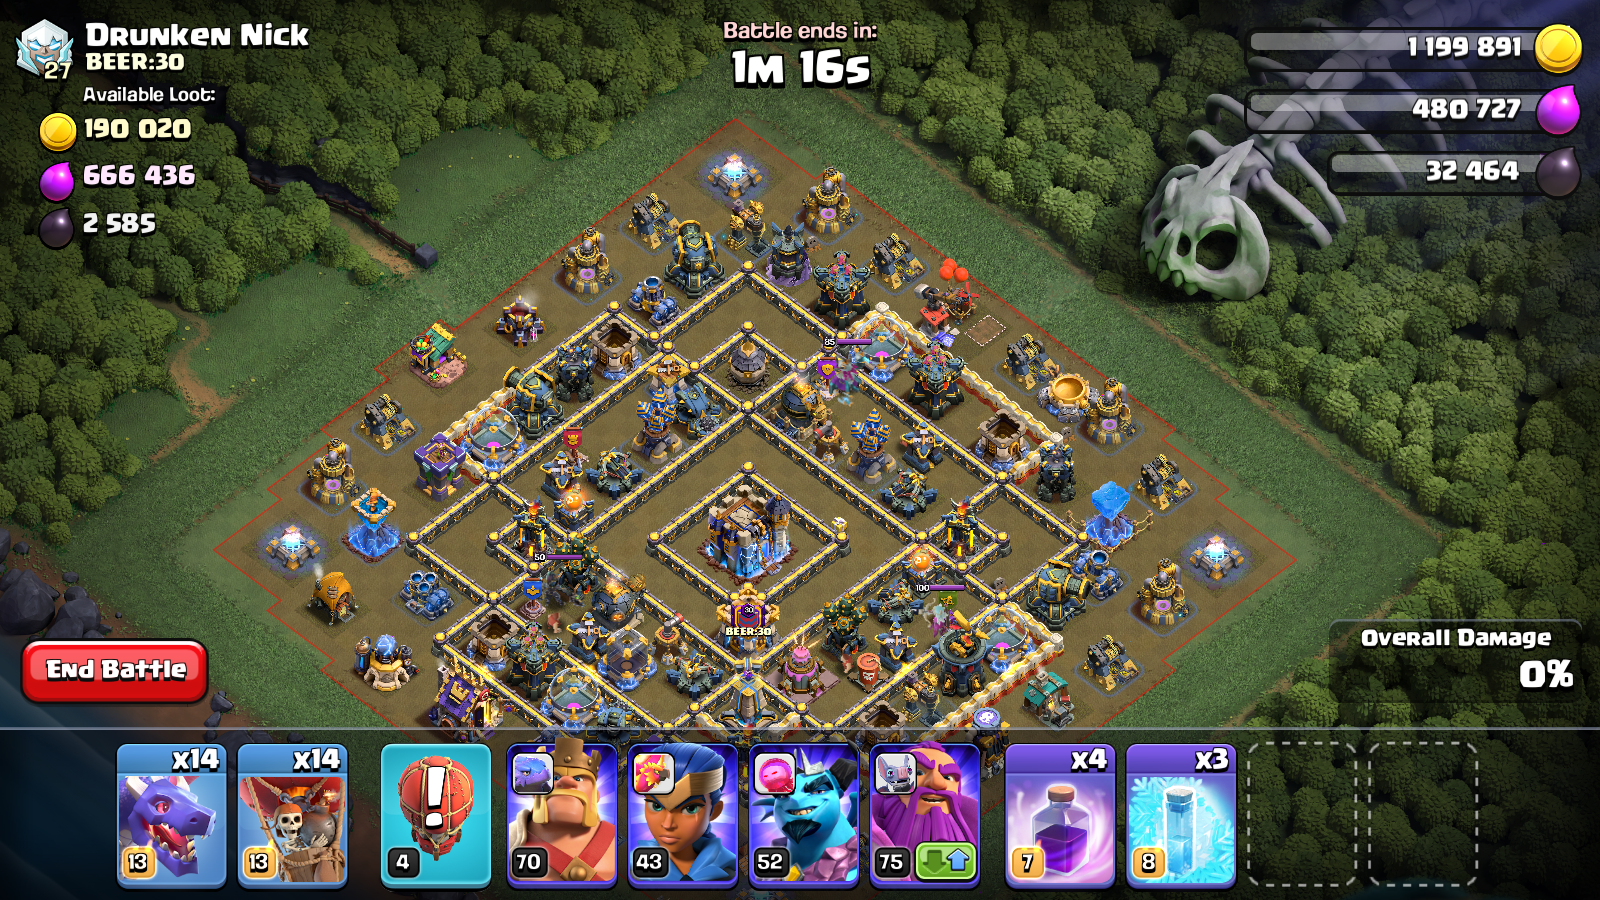 Drunken Nick
27
BEER:30
Available Loot:
190 020
666 436
2 585
Battle ends in:
1m 16s
1 199 891
480 727
32 464
85
50
100
30
BEER:30
End Battle
Overall Damage
0%
x14
13
x14
13
4
70
43
52
75
x4
7
x3
8